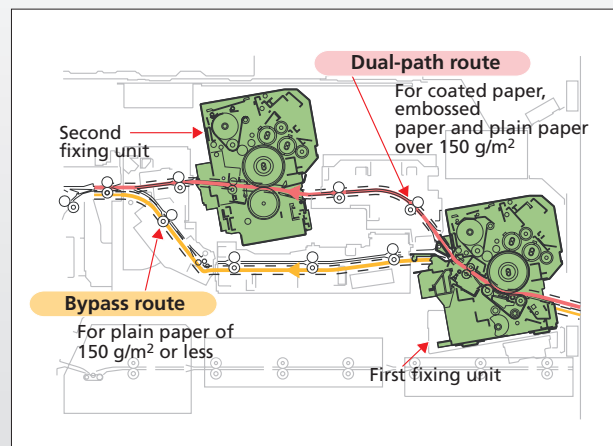 Dual-path route
For coated paper,
embossed
paper and plain paper
over 150 g/m2
Second
fixing unit
Bypass route
For plain paper of
150 g/m2 or less
First fixing unit